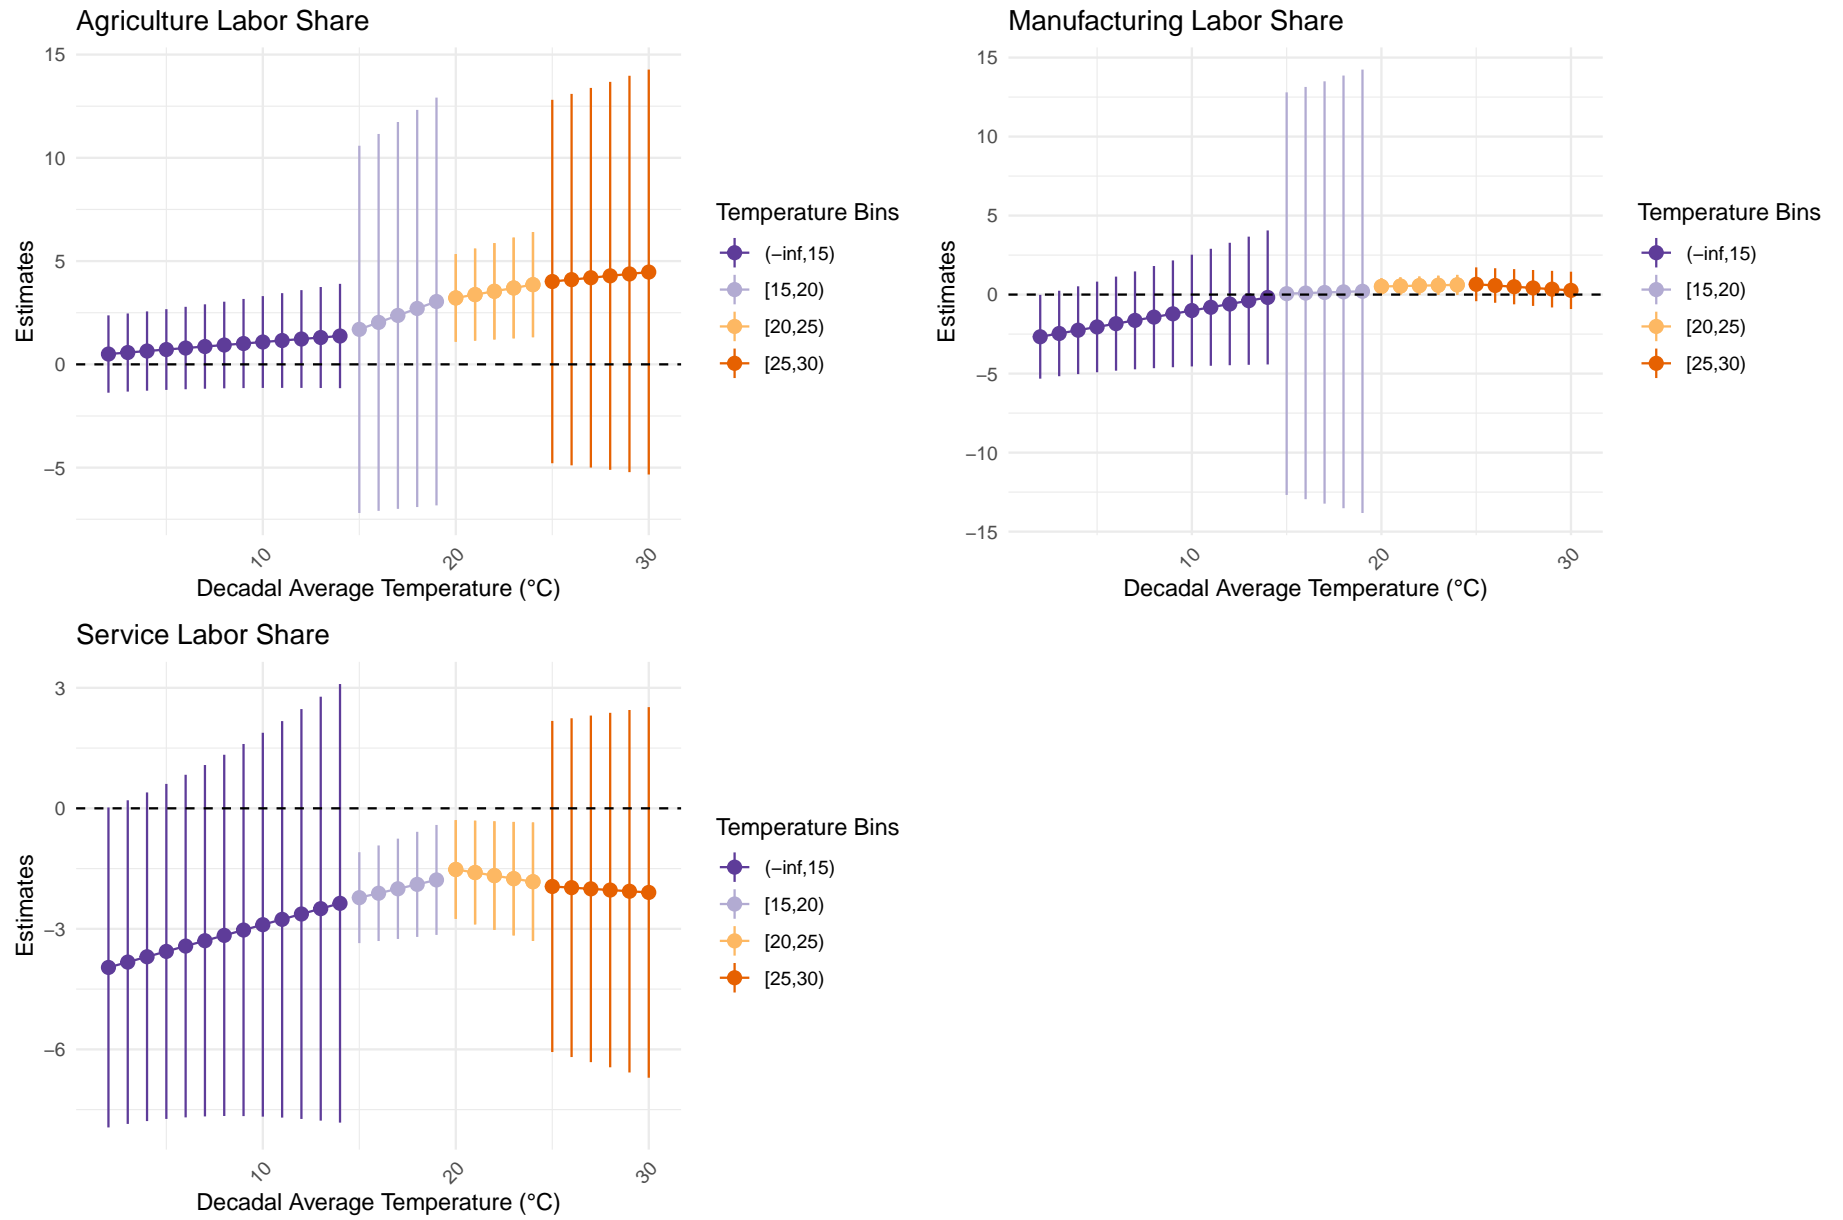 Agriculture Labor Share
15
10
5
0
−5
Estimates
10
20
30
Decadal Average Temperature (°C)
Temperature Bins
(−inf,15)
[15,20)
[20,25)
[25,30)
Manufacturing Labor Share
15
10
5
0
−5
−10
−15
Estimates
10
20
30
Decadal Average Temperature (°C)
Temperature Bins
(−inf,15)
[15,20)
[20,25)
[25,30)
Service Labor Share
3
0
−3
−6
Estimates
10
20
30
Decadal Average Temperature (°C)
Temperature Bins
(−inf,15)
[15,20)
[20,25)
[25,30)